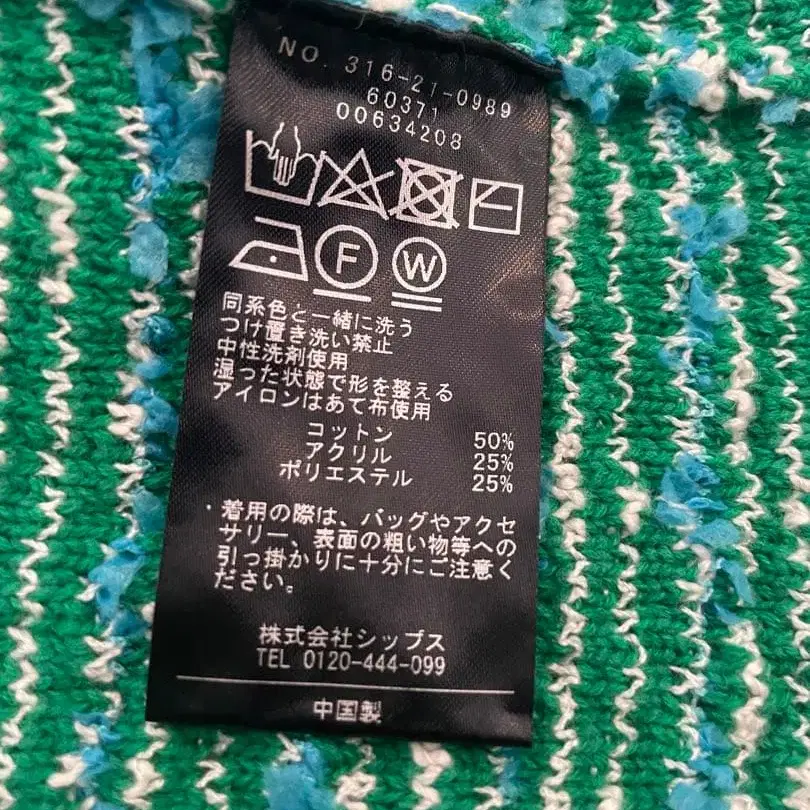 NO. 316-21-0989
60371
00634208
F W
同系色と一緒に洗う
つけ置き洗い禁止
中性洗剤使用
湿った状態で形を整える
アイロンはあて布使用
コットン 50%
アクリル 25%
ポリエステル 25%
・着用の際は、バッグやアクセ
サリー、表面の粗い物等への
引っ掛かりに十分にご注意く
ださい。
株式会社シップス
TEL 0120-444-099
中国製